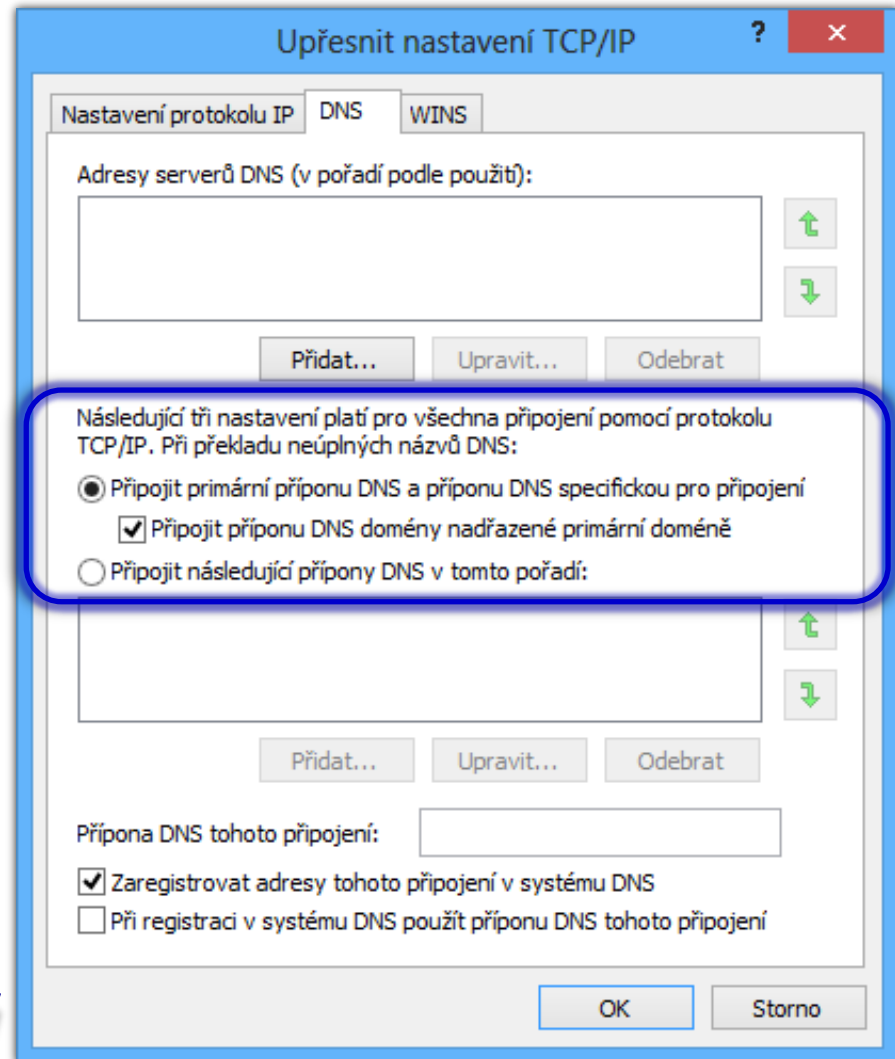 Upřesnit nastavení TCP/IP
Nastavení protokolu IP DNS WINS
Adresy serverů DNS (v pořadí podle použití):
Přidat... Upravit... Odebrat
Následující tři nastavení platí pro všechna připojení pomocí protokolu
TCP/IP. Při překladu neúplných názvů DNS:
Připojit primární příponu DNS a příponu DNS specifickou pro připojení
Připojit příponu DNS domény nadřazené primární doméně
Připojit následující přípony DNS v tomto pořadí:
Přidat... Upravit... Odebrat
Přípona DNS tohoto připojení:
Zaregistrovat adresy tohoto připojení v systému DNS
Při registraci v systému DNS použít příponu DNS tohoto připojení
OK Storno